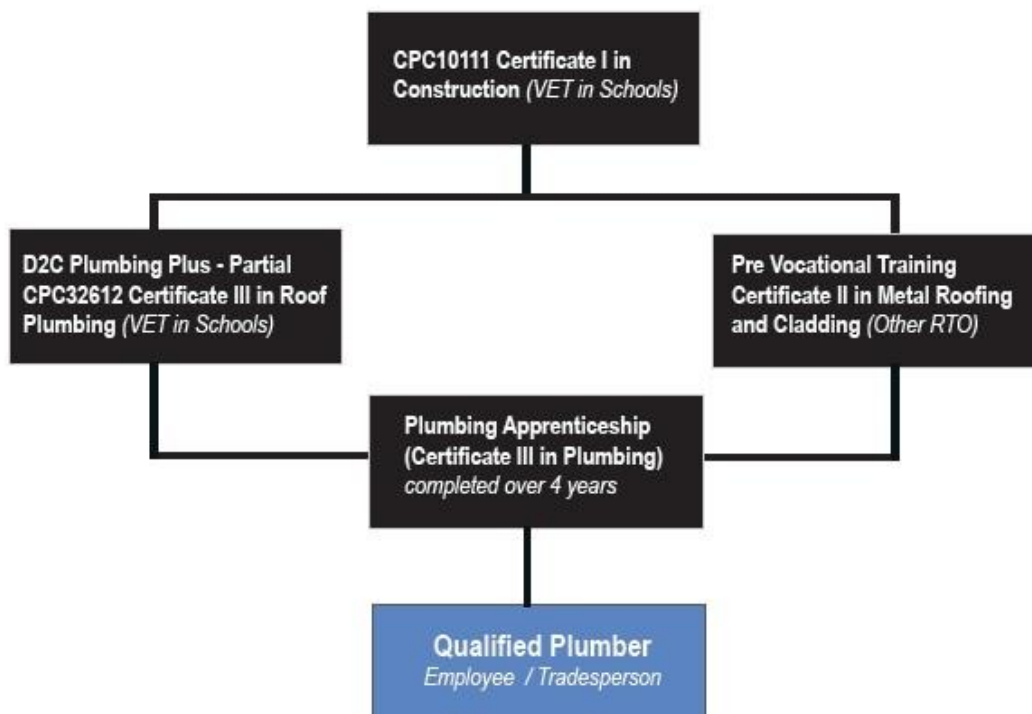 CPC10111 Certificate I in
Construction (VET in Schools)
D2C Plumbing Plus - Partial
CPC32612 Certificate III in Roof
Plumbing (VET in Schools)
Pre Vocational Training
Certificate II in Metal Roofing
and Cladding (Other RTO)
Plumbing Apprenticeship
(Certificate III in Plumbing)
completed over 4 years
Qualified Plumber
Employee / Tradesperson